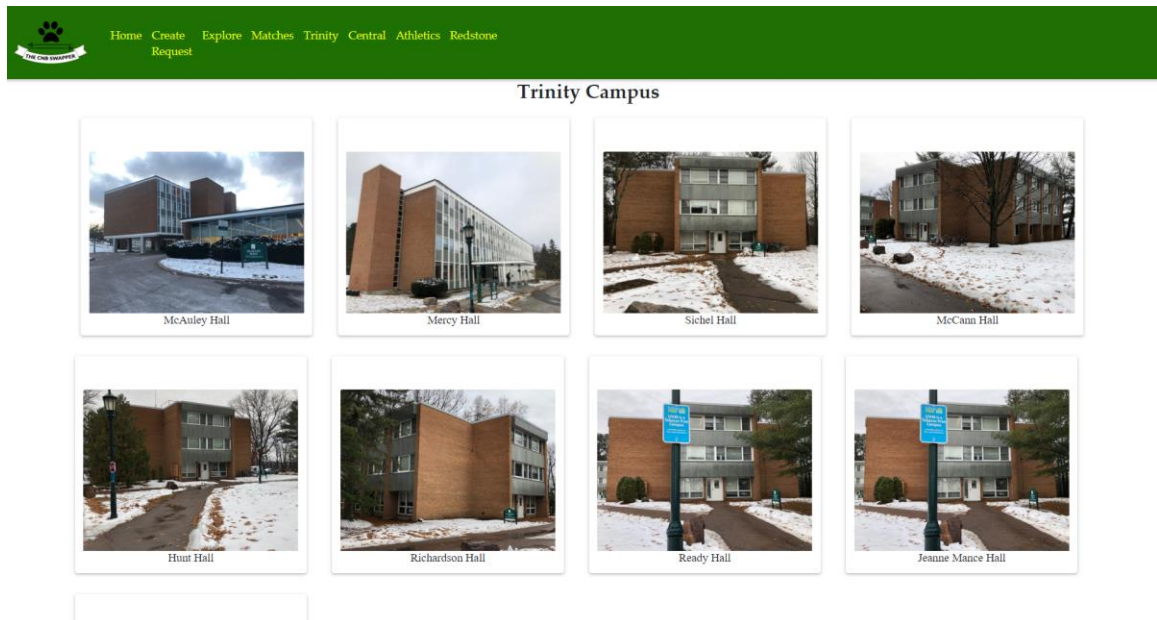 Home Create Explore Matches Trinity Central Athletics Redstone
Request
THE CNB SWAPPER
Trinity Campus
McAuley Hall
Mercy Hall
Sichel Hall
McCann Hall
Hunt Hall
Richardson Hall
Ready Hall
Jeanne Mance Hall